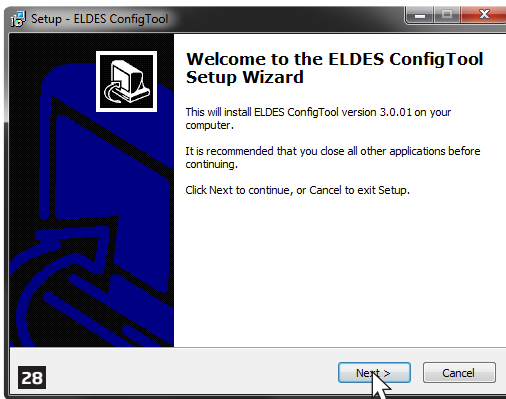 Setup - ELDES ConfigTool
Welcome to the ELDES ConfigTool
Setup Wizard
This will install ELDES ConfigTool version 3.0.01 on your
computer.
It is recommended that you close all other applications before
continuing.
Click Next to continue, or Cancel to exit Setup.
28
Next >
Cancel